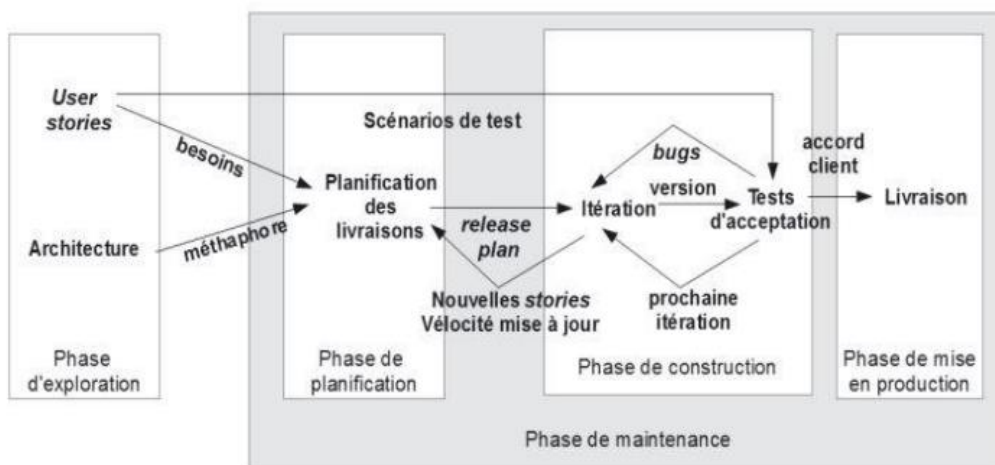 User
stories
Scénarios de test
besoins
bugs
accord
client
version
Planification
des
livraisons
Itération
Tests
d'acceptation
Livraison
Architecture
méthaphore
release
plan
Nouvelles stories
Vélocité mise à jour
prochaine
itération
Phase
d'exploration
Phase de
planification
Phase de construction
Phase de mise
en production
Phase de maintenance